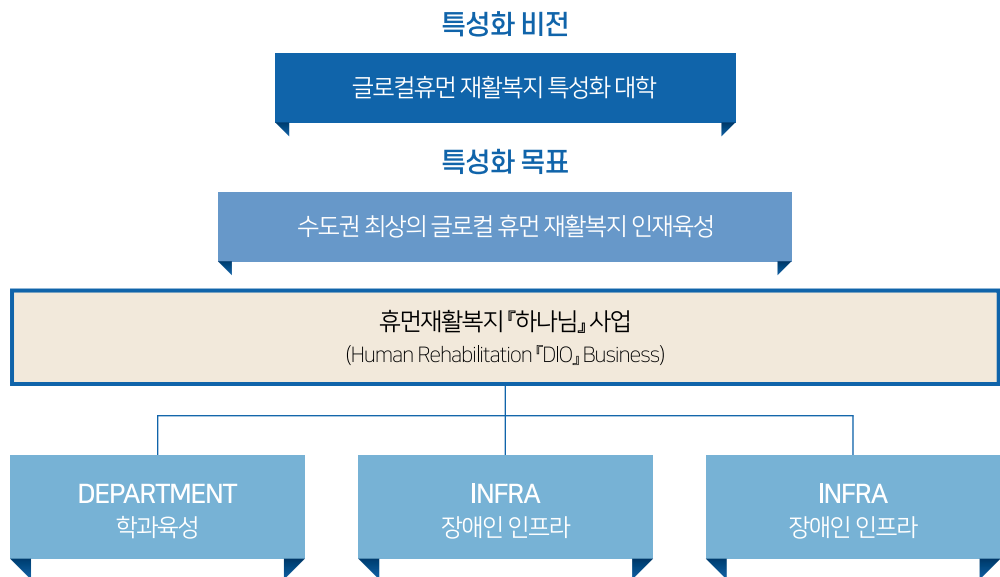 특성화 비전
글로컬휴먼 재활복지 특성화 대학
특성화 목표
수도권 최상의 글로컬 휴먼 재활복지 인재육성
휴먼재활복지『하나님』사업
(Human Rehabilitation『DIO』Business)
DEPARTMENT
학과육성
INFRA
장애인 인프라
INFRA
장애인 인프라